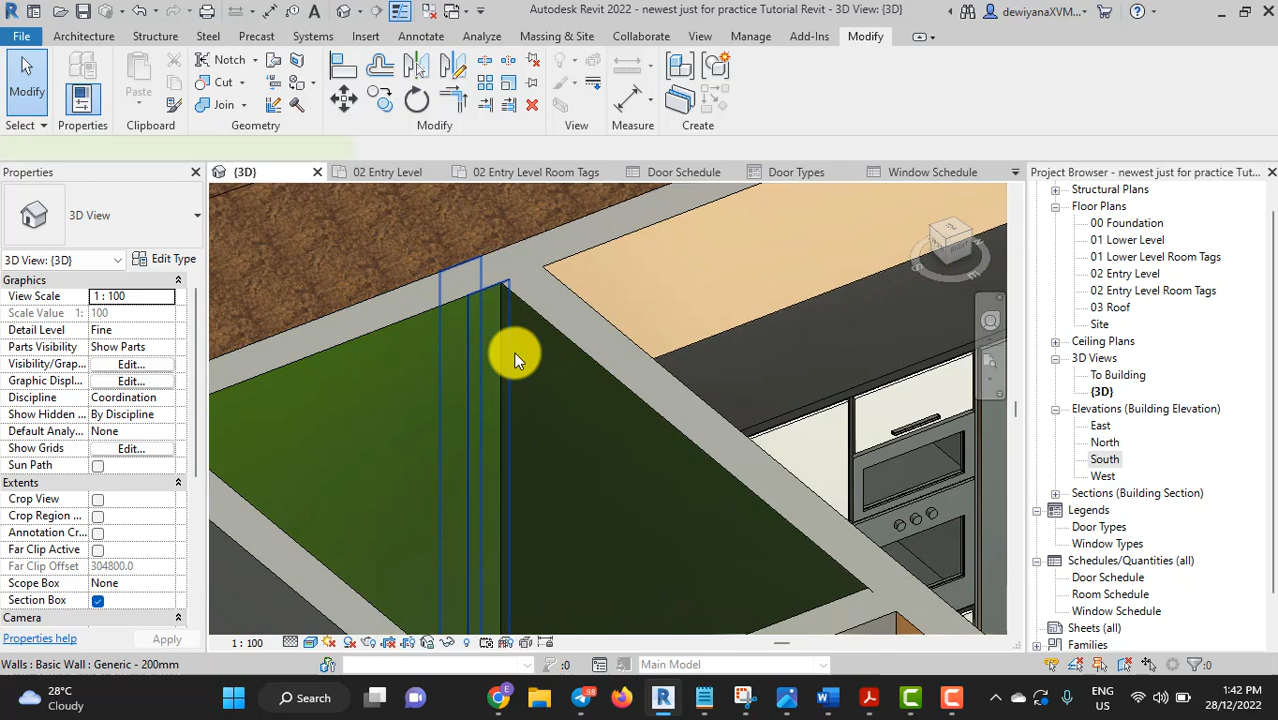 Autodesk Revit 2022 - newest just for practice Tutorial Revit - 3D View: {3D}
dewiyanaXVM...
File Architecture Structure Steel Precast Systems Insert Annotate Analyze Massing & Site Collaborate View Manage Add-Ins Modify
Modify
Properties
Paste
Notch
Cut
Join
Select Properties Clipboard Geometry Modify View Measure Create
Properties
{3D} 02 Entry Level 02 Entry Level Room Tags Door Schedule Door Types Window Schedule
Project Browser - newest just for practice Tutorial Revit...
3D View
3D View: {3D} Edit Type
Graphics
View Scale 1 : 100
Scale Value 1: 100
Detail Level Fine
Parts Visibility Show Parts
Visibility/Grap... Edit...
Graphic Displ... Edit...
Discipline Coordination
Show Hidden ... By Discipline
Default Analy... None
Show Grids Edit...
Sun Path
Extents
Crop View
Crop Region ...
Annotation Cr...
Far Clip Active
Far Clip Offset 304800.0
Scope Box None
Section Box
Camera
Properties help Apply
Structural Plans
Floor Plans
00 Foundation
01 Lower Level
01 Lower Level Room Tags
02 Entry Level
02 Entry Level Room Tags
03 Roof
Site
Ceiling Plans
3D Views
To Building
{3D}
Elevations (Building Elevation)
East
North
South
West
Sections (Building Section)
Legends
Door Types
Window Types
Schedules/Quantities (all)
Door Schedule
Room Schedule
Window Schedule
Sheets (all)
Families
1 : 100
Walls : Basic Wall : Generic - 200mm
:0
Main Model
:0
28°C
Cloudy
Search
98
ENG
US
1:42 PM
28/12/2022